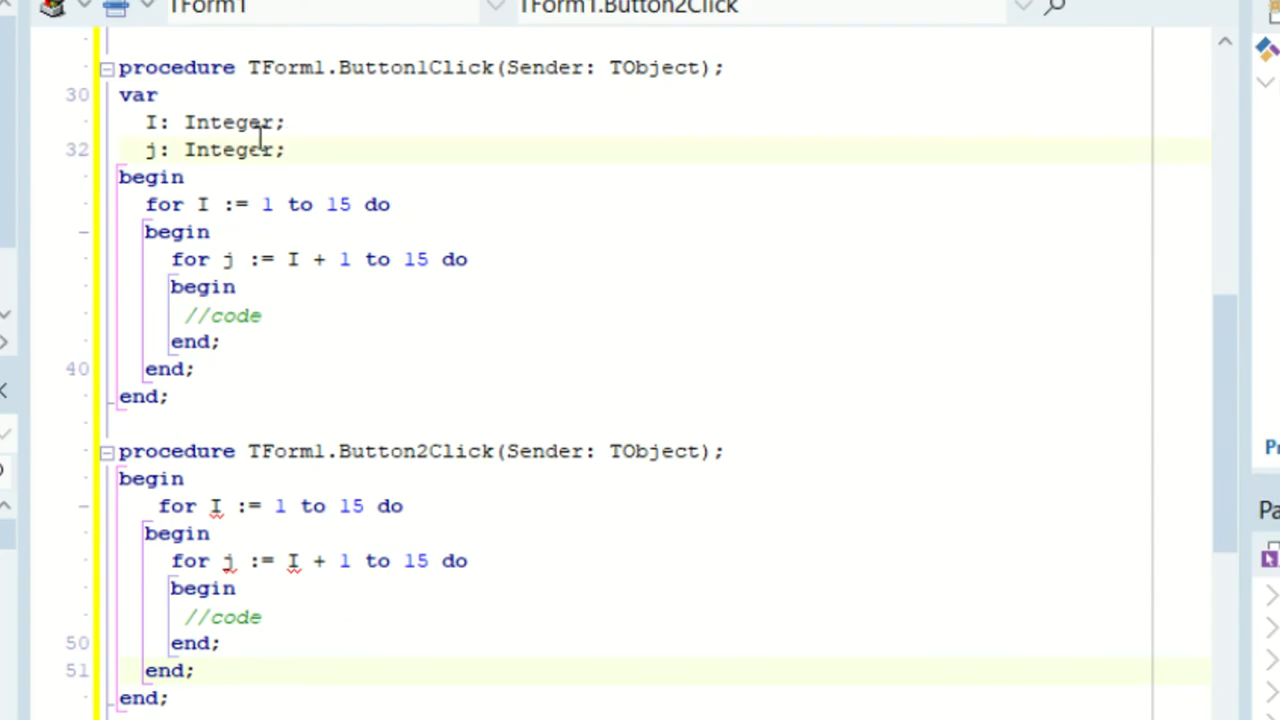 TForm1 TForm1.Button2Click
procedure TForm1.Button1Click(Sender: TObject);
30 var
I: Integer;
32 j: Integer;
begin
for I := 1 to 15 do
begin
for j := I + 1 to 15 do
begin
//code
end;
40 end;
end;
procedure TForm1.Button2Click(Sender: TObject);
begin
for I := 1 to 15 do
begin
for j := I + 1 to 15 do
begin
//code
50 end;
51 end;
end;
Pr
Pa